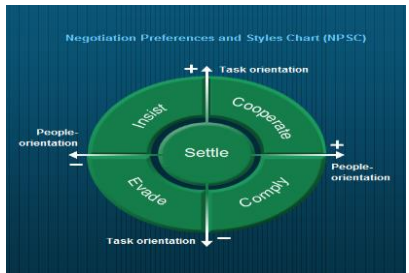 Negotiation Preferences and Styles Chart (NPSC)
+
Task orientation
Insist
Cooperate
People-
orientation
−
Settle
+
People-
orientation
Evade
Comply
Task orientation
−